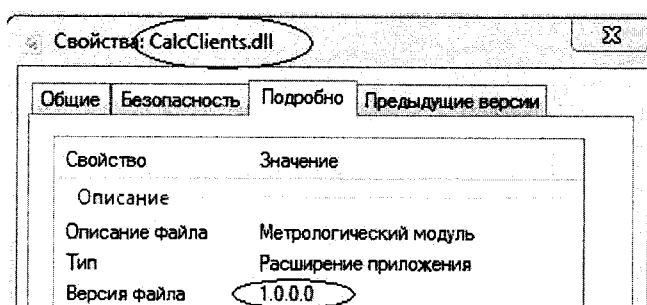 Свойства: CalcClients.dll
Общие Безопасность Подробно Предыдущие версии
Свойство Значение
Описание
Описание файла Метрологический модуль
Тип Расширение приложения
Версия файла 1.0.0.0